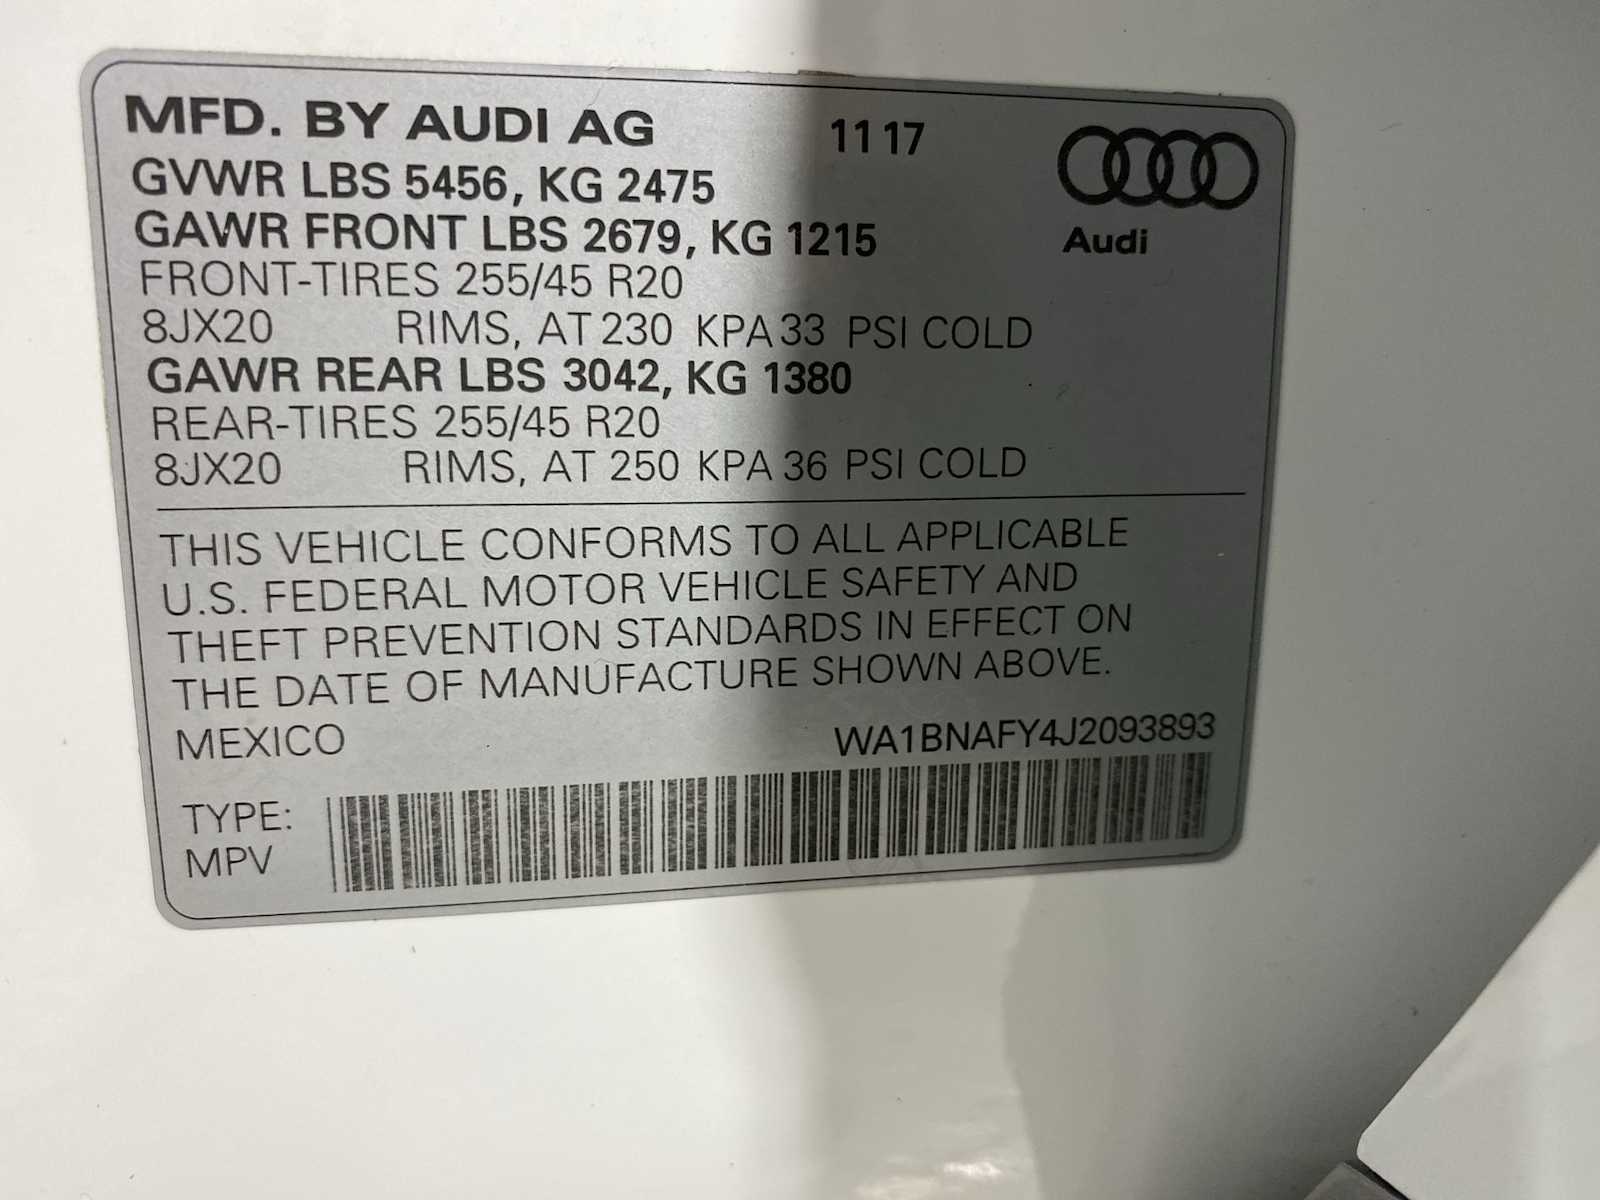 MFD. BY AUDI AG 11 17
GVWR LBS 5456, KG 2475
GAWR FRONT LBS 2679, KG 1215
Audi
FRONT-TIRES 255/45 R20
8JX20 RIMS, AT 230 KPA 33 PSI COLD
GAWR REAR LBS 3042, KG 1380
REAR-TIRES 255/45 R20
8JX20 RIMS, AT 250 KPA 36 PSI COLD
THIS VEHICLE CONFORMS TO ALL APPLICABLE
U.S. FEDERAL MOTOR VEHICLE SAFETY AND
THEFT PREVENTION STANDARDS IN EFFECT ON
THE DATE OF MANUFACTURE SHOWN ABOVE.
MEXICO WA1BNAFY4J2093893
TYPE:
MPV